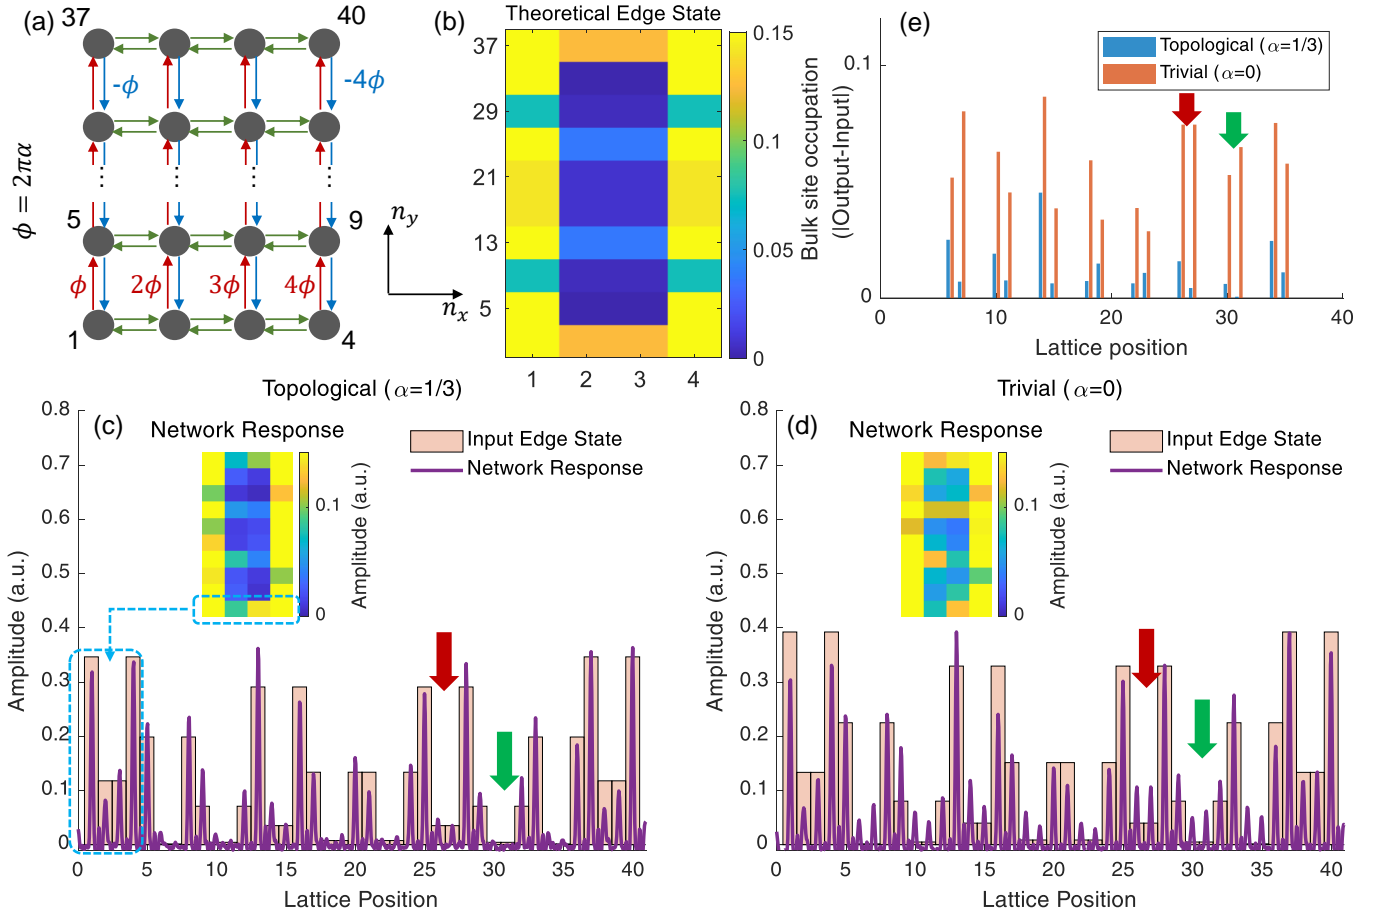 (a)
37
40
-ϕ
-4ϕ
ϕ = 2πα
5
9
ϕ
2ϕ
3ϕ
4ϕ
1
4
n_y
n_x
(b)
Theoretical Edge State
37
29
21
13
5
1 2 3 4
0.15
0.1
0.05
0
(e)
Topological (α=1/3)
Trivial (α=0)
Bulk site occupation
(|Output-Input|)
0.1
0
0 10 20 30 40
Lattice position
Topological (α=1/3)
(c)
Network Response
Input Edge State
Network Response
0.1
0
Amplitude (a.u.)
0.8
0.7
0.6
0.5
0.4
0.3
0.2
0.1
0
Amplitude (a.u.)
0 5 10 15 20 25 30 35 40
Lattice Position
Trivial (α=0)
(d)
Network Response
Input Edge State
Network Response
0.1
0
Amplitude (a.u.)
0.8
0.7
0.6
0.5
0.4
0.3
0.2
0.1
0
Amplitude (a.u.)
0 5 10 15 20 25 30 35 40
Lattice Position